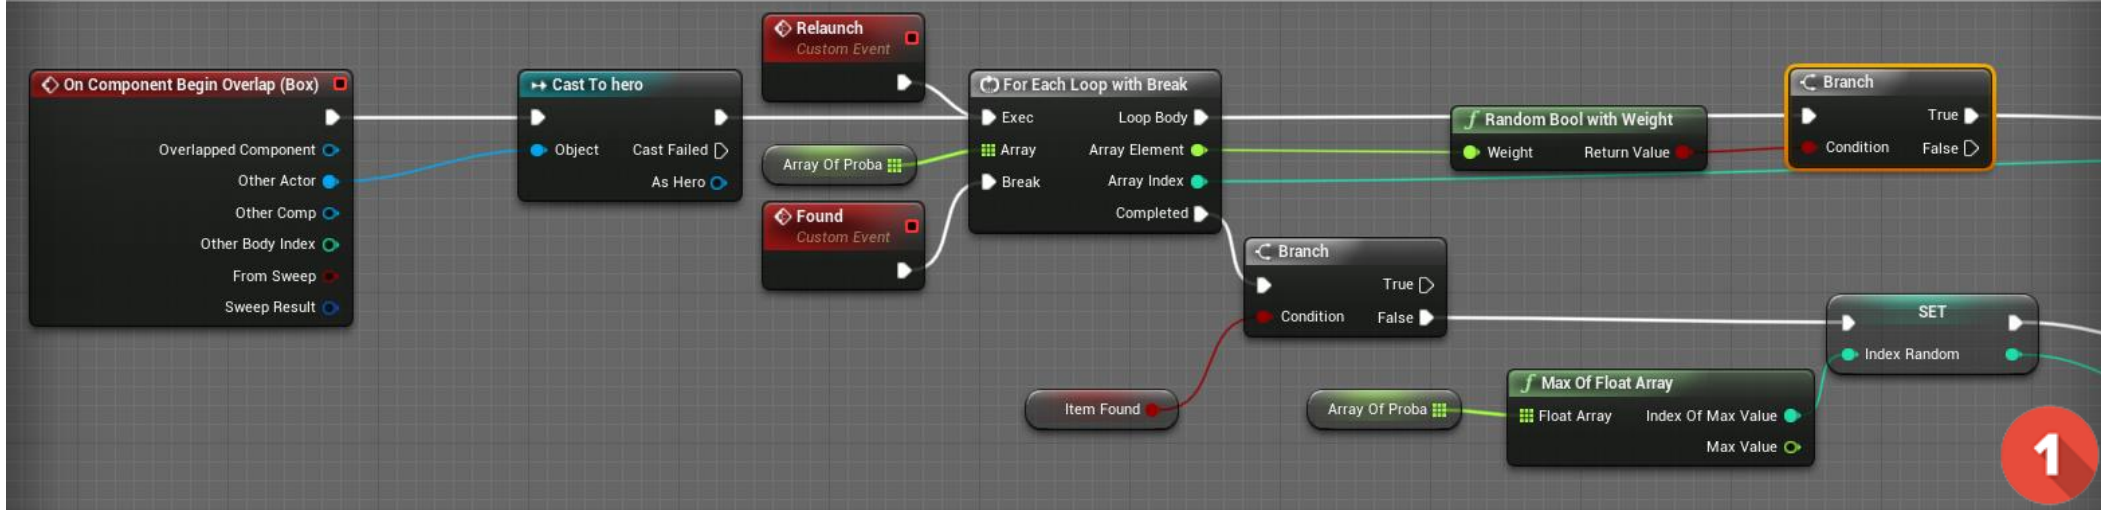 On Component Begin Overlap (Box)
Overlapped Component
Other Actor
Other Comp
Other Body Index
From Sweep
Sweep Result
Cast To hero
Object
Cast Failed
As Hero
Relaunch
Custom Event
Array Of Proba
Found
Custom Event
For Each Loop with Break
Exec
Loop Body
Array
Array Element
Break
Array Index
Completed
Random Bool with Weight
Weight
Return Value
Branch
True
Condition
False
Branch
True
Condition
False
Item Found
Array Of Proba
Max Of Float Array
Float Array
Index Of Max Value
Max Value
SET
Index Random
1